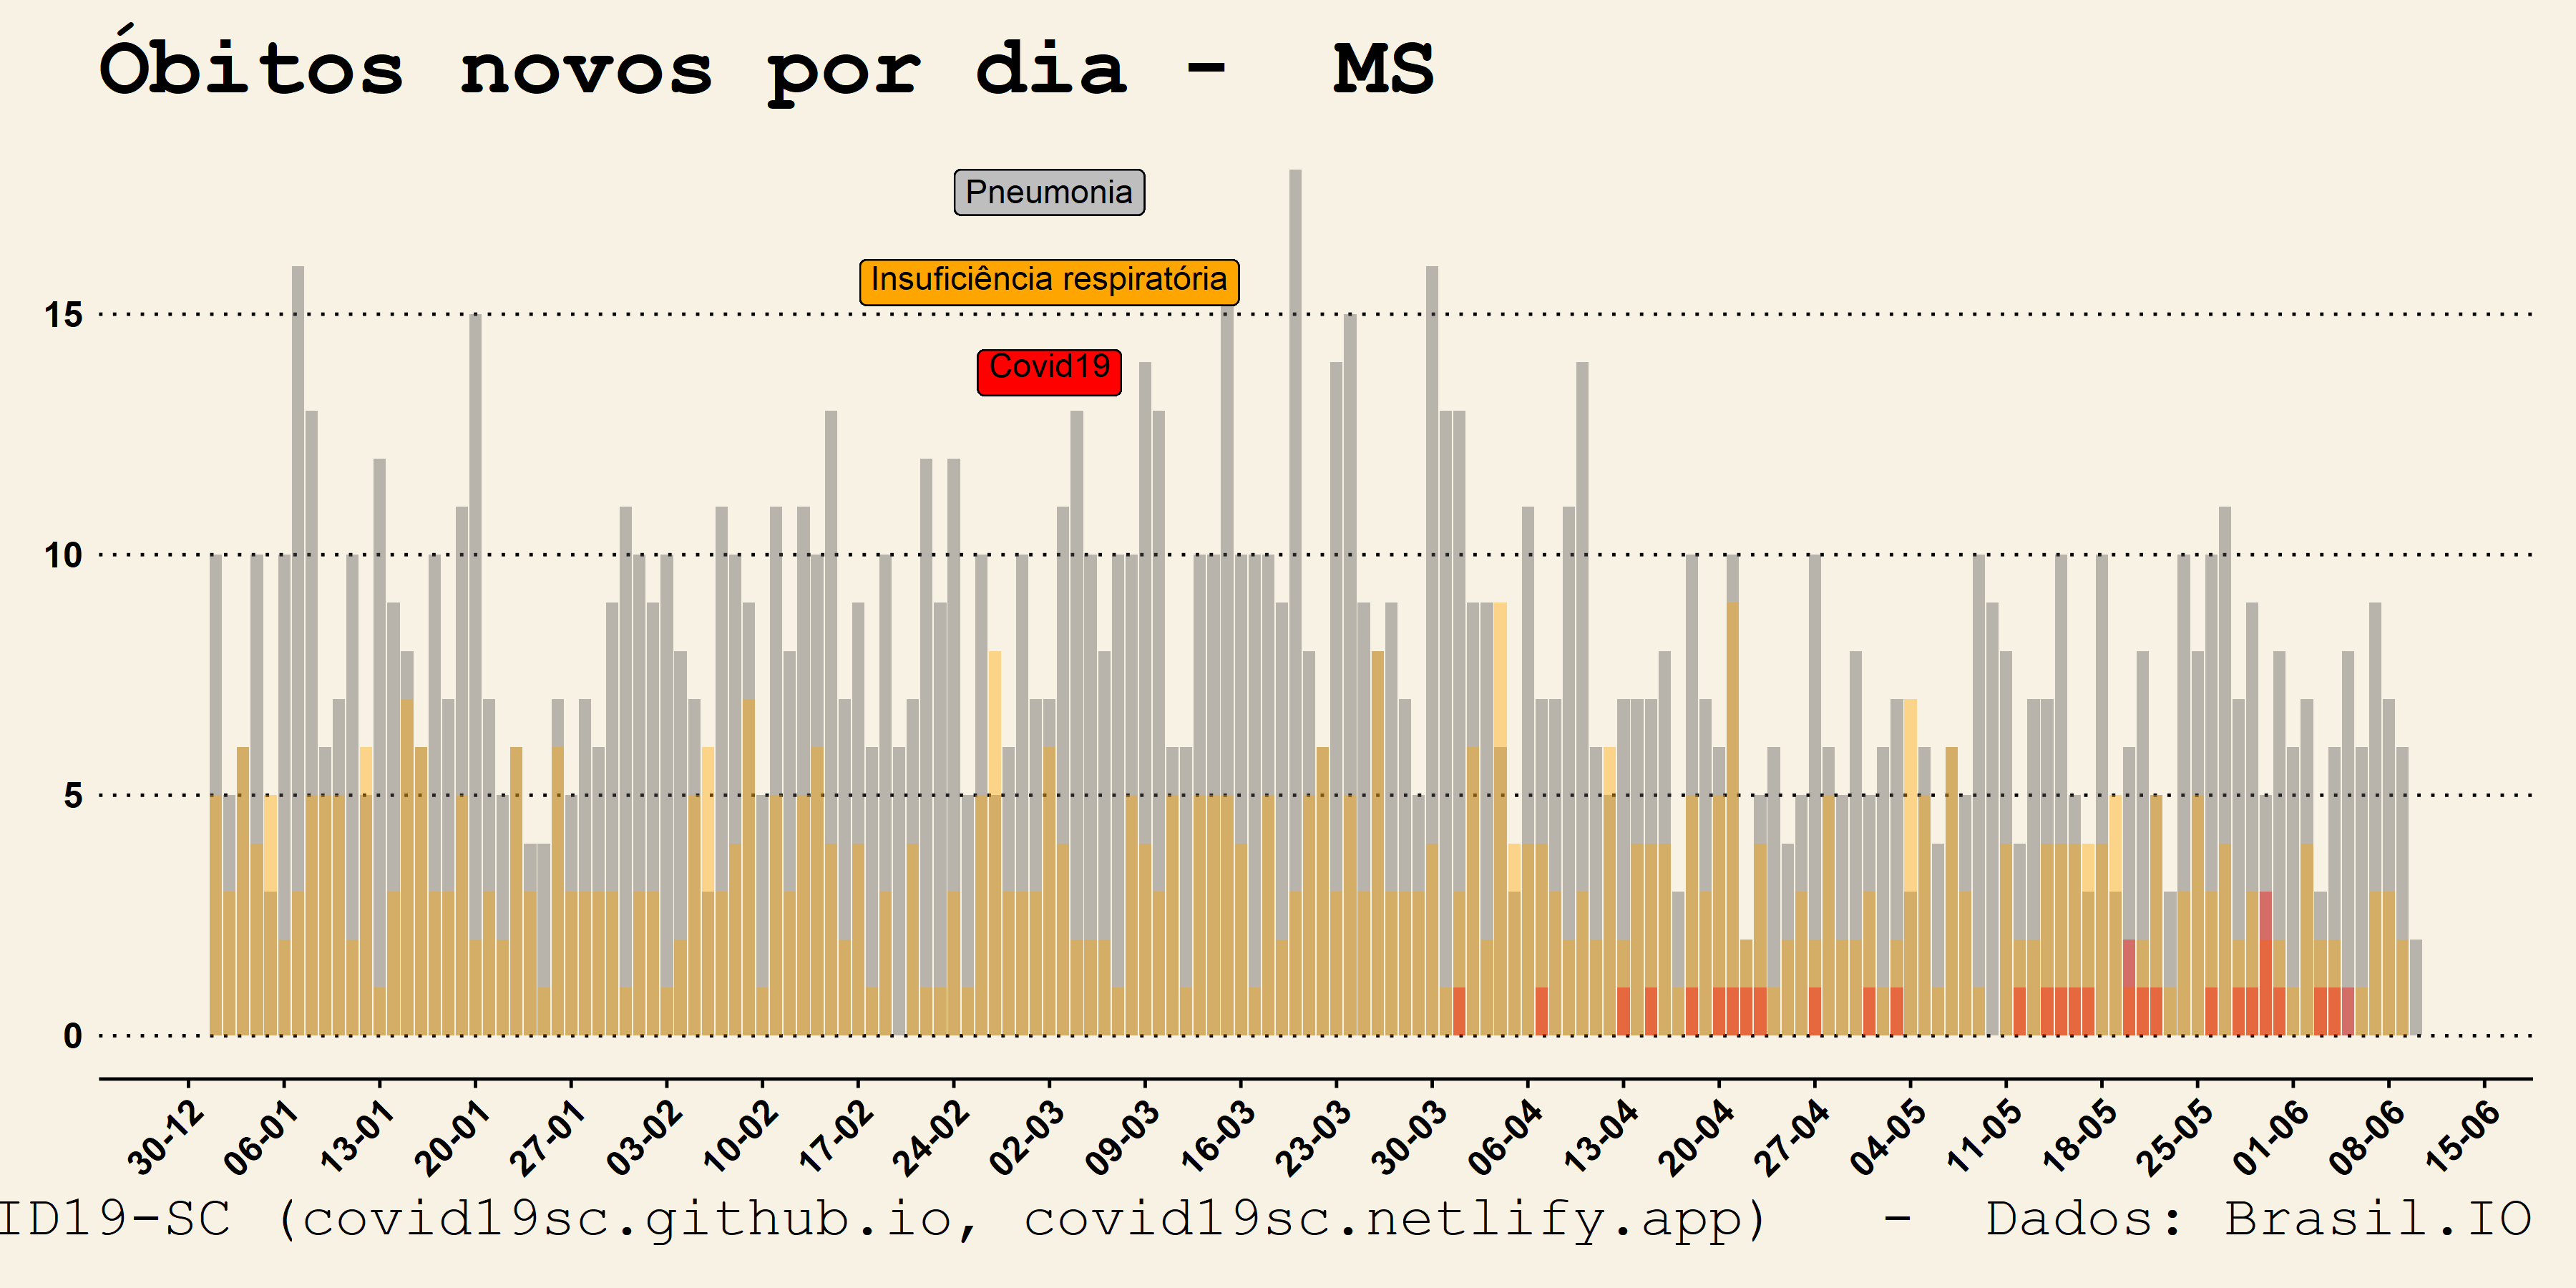 Óbitos novos por dia - MS
Pneumonia
Insuficiência respiratória
Covid19
15
10
5
0
30-12 06-01 13-01 20-01 27-01 03-02 10-02 17-02 24-02 02-03 09-03 16-03 23-03 30-03 06-04 13-04 20-04 27-04 04-05 11-05 18-05 25-05 01-06 08-06 15-06
ID19-SC (covid19sc.github.io, covid19sc.netlify.app) - Dados: Brasil.IO